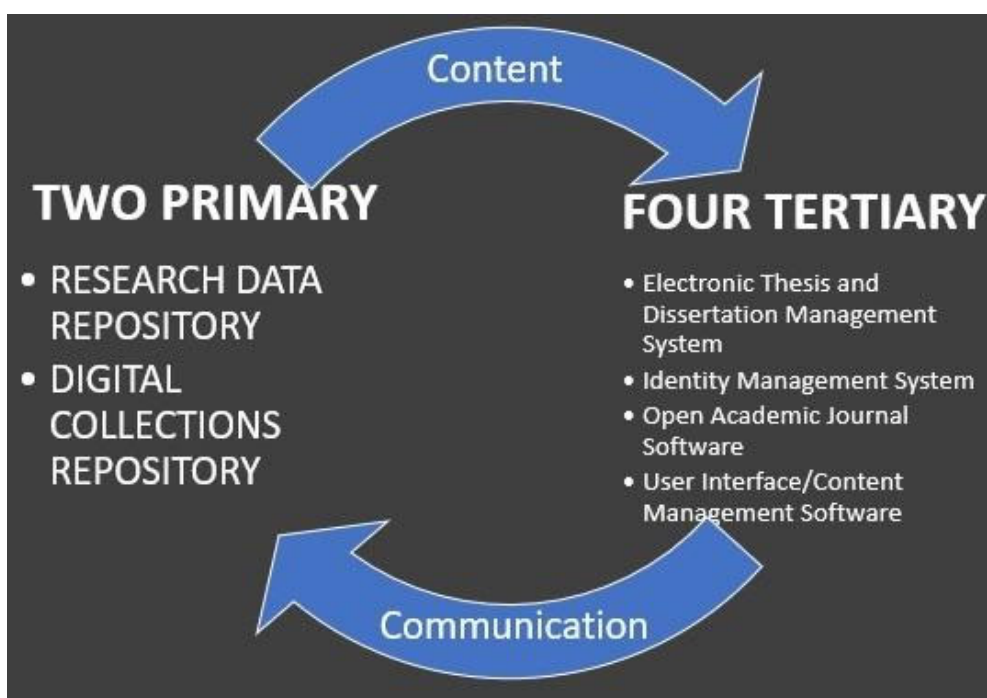 Content
TWO PRIMARY
• RESEARCH DATA
REPOSITORY
• DIGITAL
COLLECTIONS
REPOSITORY
FOUR TERTIARY
• Electronic Thesis and
Dissertation Management
System
• Identity Management System
• Open Academic Journal
Software
• User Interface/Content
Management Software
Communication